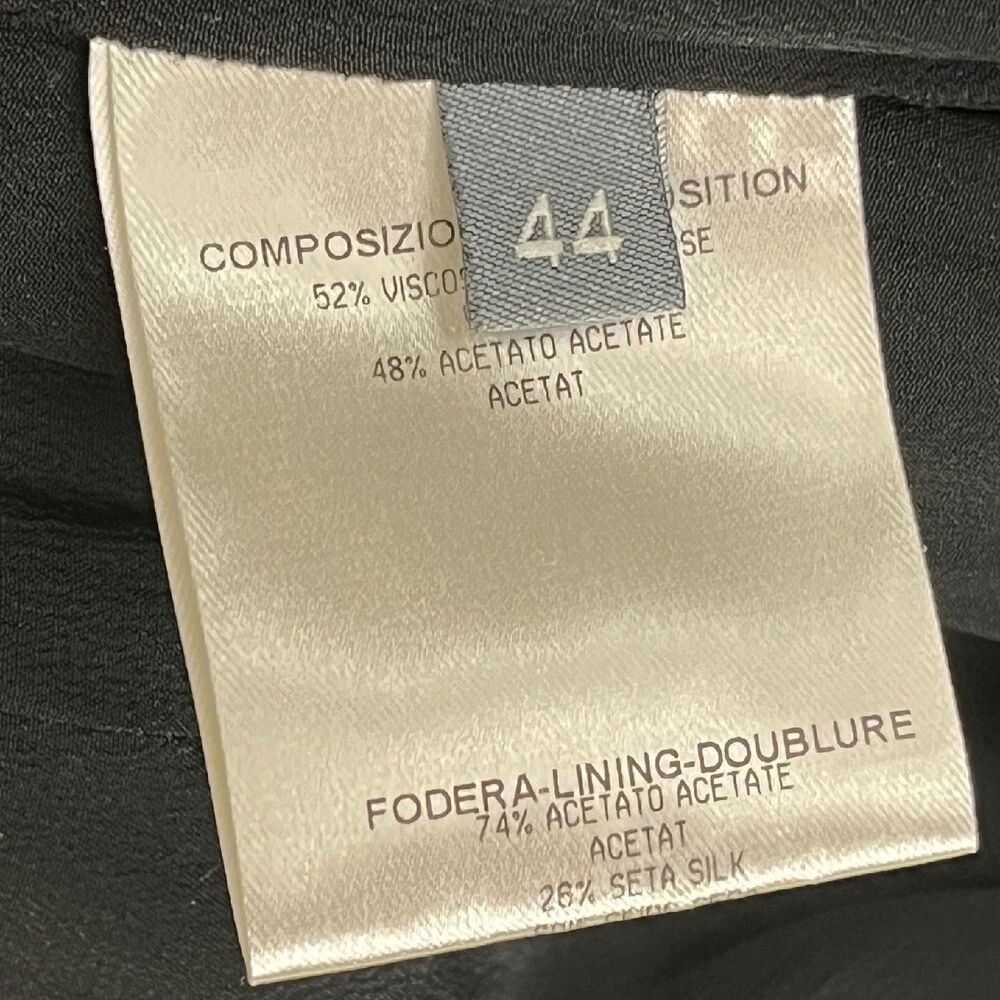 44
COMPOSIZIO SITION
52% VISCO SE
48% ACETATO ACETATE
ACETAT
FODERA-LINING-DOUBLURE
74% ACETATO ACETATE
ACETAT
26% SETA SILK